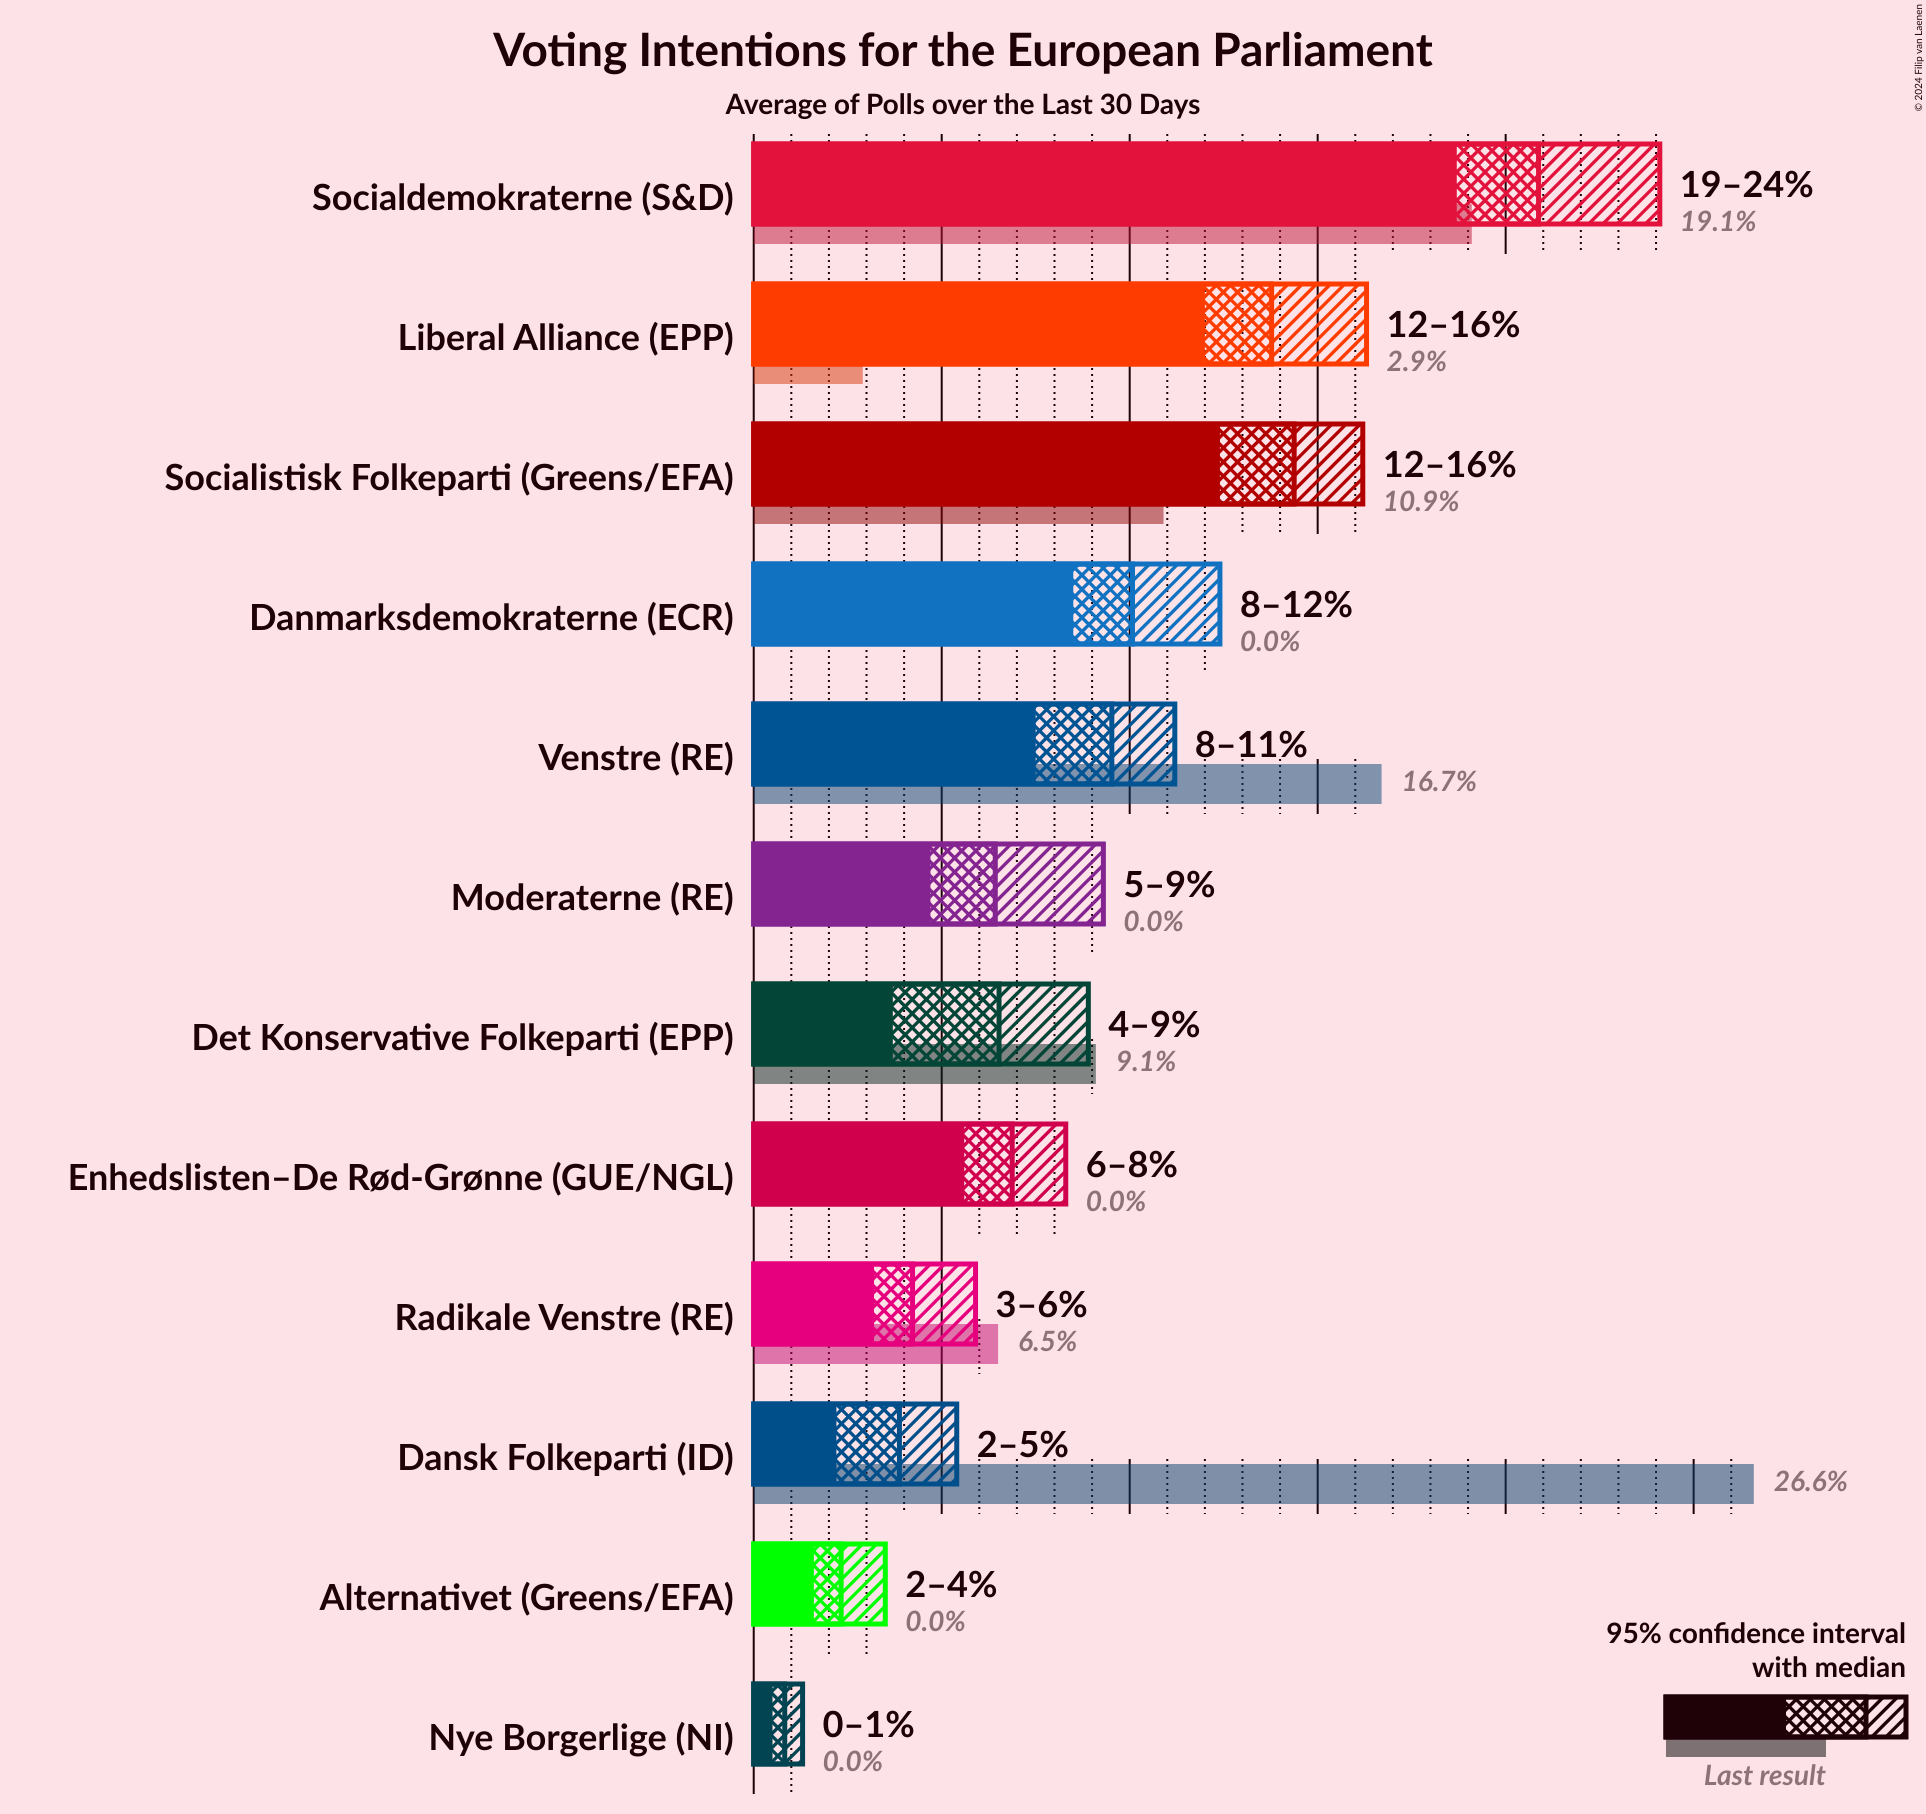 © 2024 Filip van Laenen
Voting Intentions for the European Parliament
Average of Polls over the Last 30 Days
Socialdemokraterne (S&D)
19–24%
19.1%
Liberal Alliance (EPP)
12–16%
2.9%
Socialistisk Folkeparti (Greens/EFA)
12–16%
10.9%
Danmarksdemokraterne (ECR)
8–12%
0.0%
Venstre (RE)
8–11%
16.7%
Moderaterne (RE)
5–9%
0.0%
Det Konservative Folkeparti (EPP)
4–9%
9.1%
Enhedslisten–De Rød-Grønne (GUE/NGL)
6–8%
0.0%
Radikale Venstre (RE)
3–6%
6.5%
Dansk Folkeparti (ID)
2–5%
26.6%
Alternativet (Greens/EFA)
2–4%
0.0%
Nye Borgerlige (NI)
0–1%
0.0%
95% confidence interval
with median
Last result